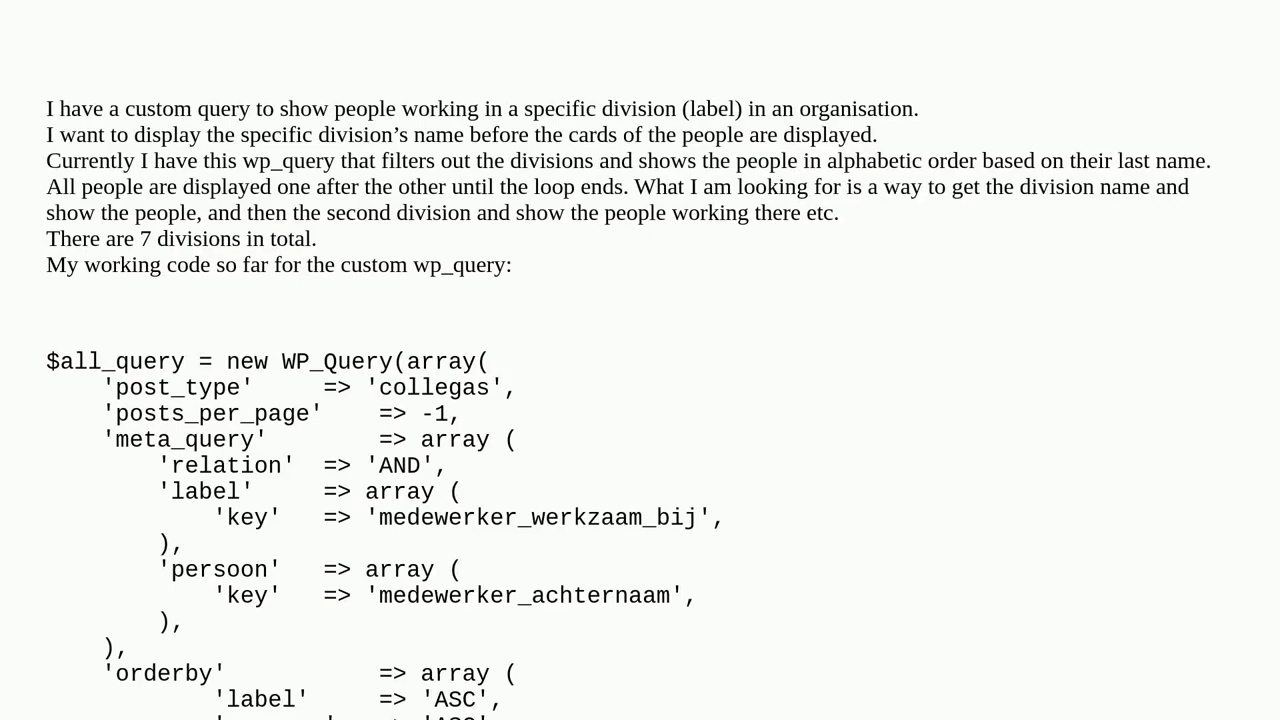 I have a custom query to show people working in a specific division (label) in an organisation.
I want to display the specific division’s name before the cards of the people are displayed.
Currently I have this wp_query that filters out the divisions and shows the people in alphabetic order based on their last name.
All people are displayed one after the other until the loop ends. What I am looking for is a way to get the division name and
show the people, and then the second division and show the people working there etc.
There are 7 divisions in total.
My working code so far for the custom wp_query:
$all_query = new WP_Query(array(
    'post_type'     => 'collegas',
    'posts_per_page'    => -1,
    'meta_query'        => array (
        'relation'  => 'AND',
        'label'     => array (
            'key'   => 'medewerker_werkzaam_bij',
        ),
        'persoon'   => array (
            'key'   => 'medewerker_achternaam',
        ),
    ),
    'orderby'           => array (
            'label'     => 'ASC',